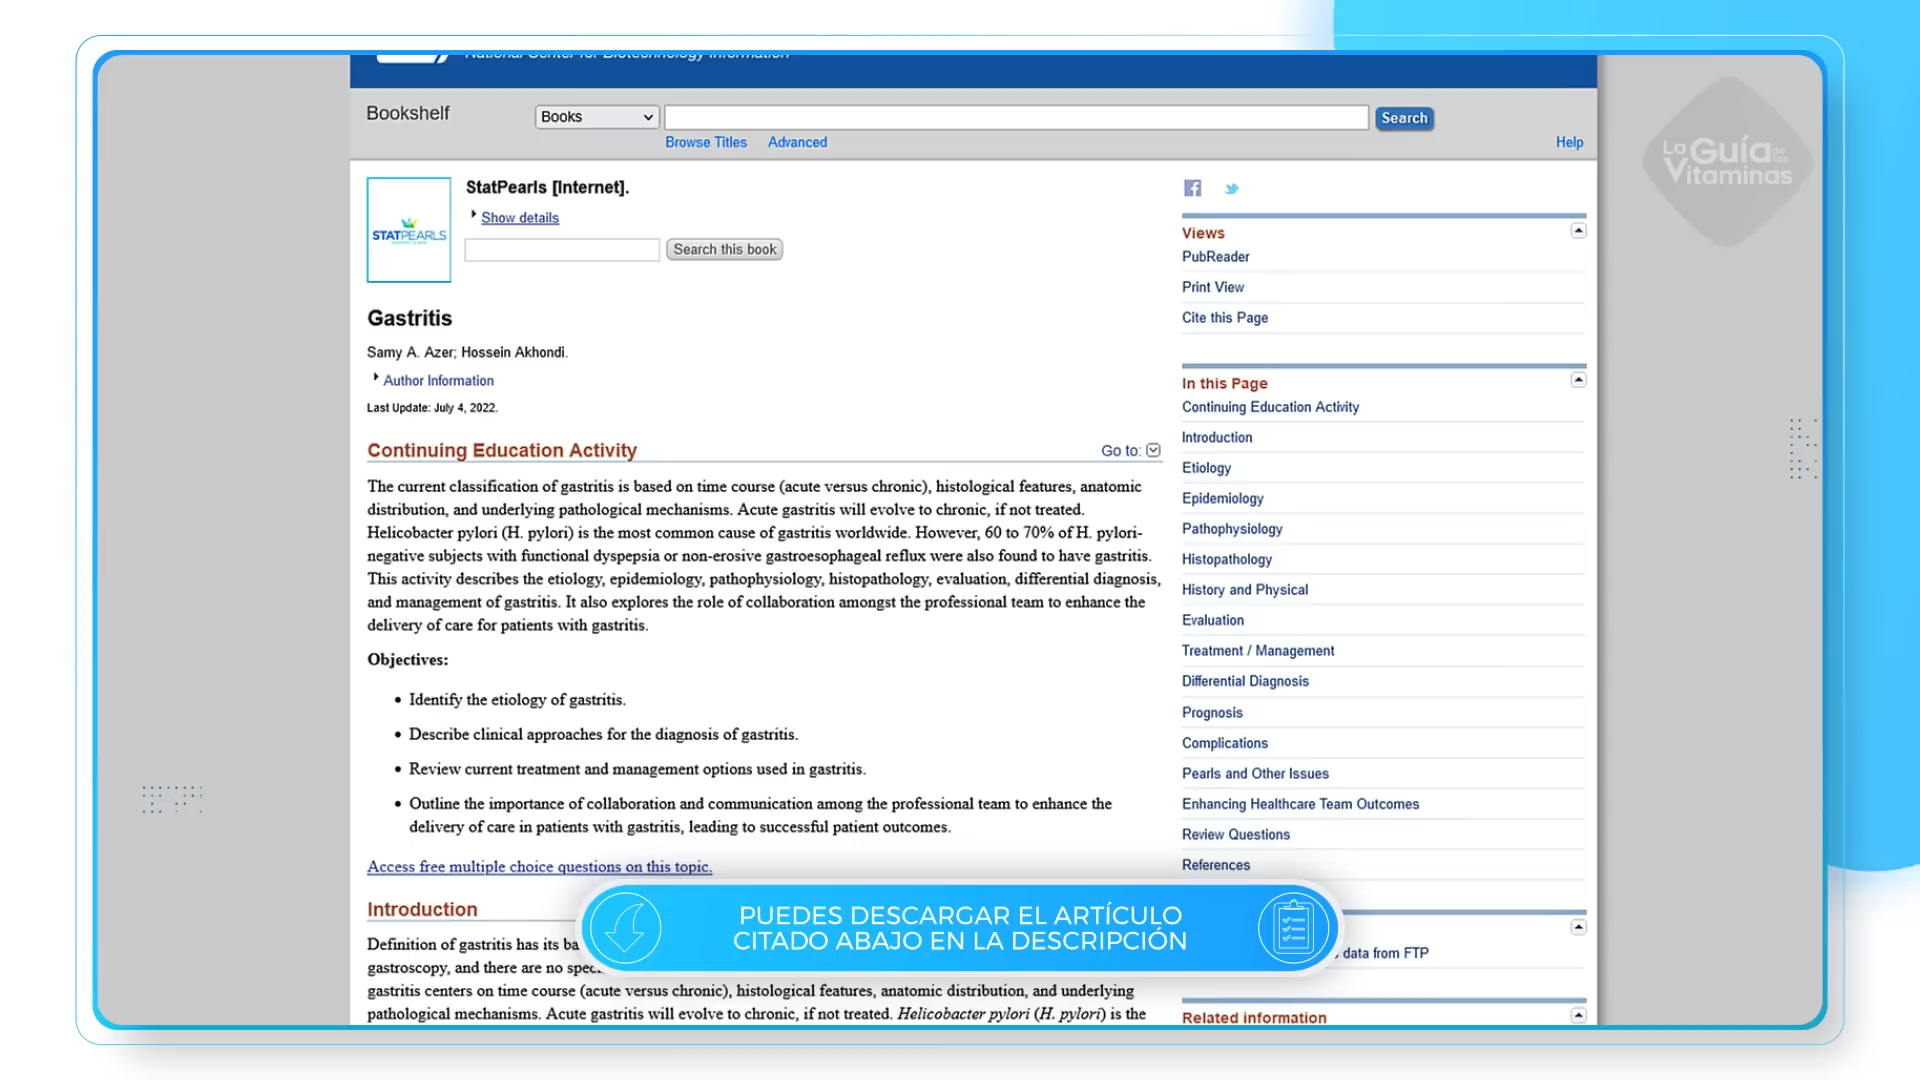 National Center for Biotechnology Information
Bookshelf
Books
Search
Browse Titles
Advanced
Help
La Guía de las
Vitaminas
STATPEARLS
StatPearls [Internet].
Show details
Search this book
Gastritis
Samy A. Azer; Hossein Akhondi.
Author Information
Last Update: July 4, 2022.
Continuing Education Activity
Go to:
The current classification of gastritis is based on time course (acute versus chronic), histological features, anatomic
distribution, and underlying pathological mechanisms. Acute gastritis will evolve to chronic, if not treated.
Helicobacter pylori (H. pylori) is the most common cause of gastritis worldwide. However, 60 to 70% of H. pylori-
negative subjects with functional dyspepsia or non-erosive gastroesophageal reflux were also found to have gastritis.
This activity describes the etiology, epidemiology, pathophysiology, histopathology, evaluation, differential diagnosis,
and management of gastritis. It also explores the role of collaboration amongst the professional team to enhance the
delivery of care for patients with gastritis.
Objectives:
• Identify the etiology of gastritis.
• Describe clinical approaches for the diagnosis of gastritis.
• Review current treatment and management options used in gastritis.
• Outline the importance of collaboration and communication among the professional team to enhance the
delivery of care in patients with gastritis, leading to successful patient outcomes.
Access free multiple choice questions on this topic.
Introduction
Definition of gastritis has its ba
gastroscopy, and there are no spec
gastritis centers on time course (acute versus chronic), histological features, anatomic distribution, and underlying
pathological mechanisms. Acute gastritis will evolve to chronic, if not treated. Helicobacter pylori (H. pylori) is the
Views
PubReader
Print View
Cite this Page
In this Page
Continuing Education Activity
Introduction
Etiology
Epidemiology
Pathophysiology
Histopathology
History and Physical
Evaluation
Treatment / Management
Differential Diagnosis
Prognosis
Complications
Pearls and Other Issues
Enhancing Healthcare Team Outcomes
Review Questions
References
data from FTP
Related information
PUEDES DESCARGAR EL ARTÍCULO
CITADO ABAJO EN LA DESCRIPCIÓN